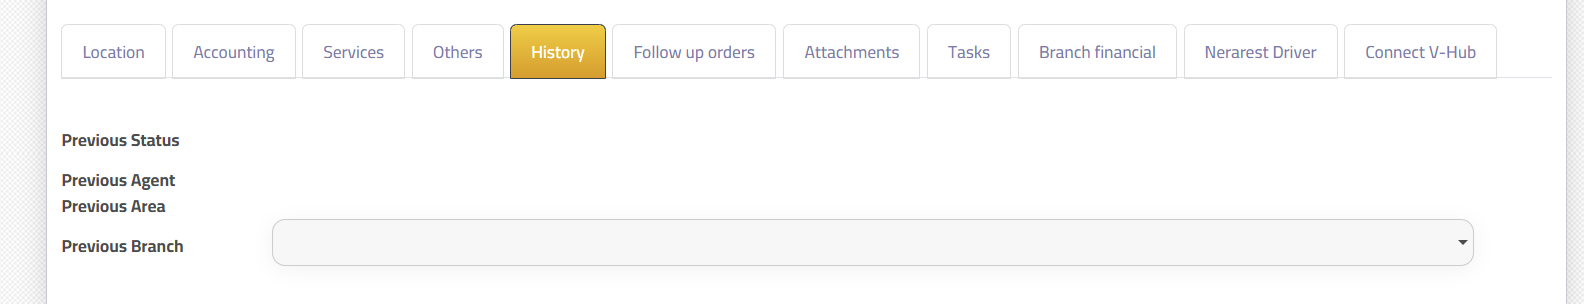 Location Accounting Services Others History Follow up orders Attachments Tasks Branch financial Nerarest Driver Connect V-Hub
Previous Status
Previous Agent
Previous Area
Previous Branch